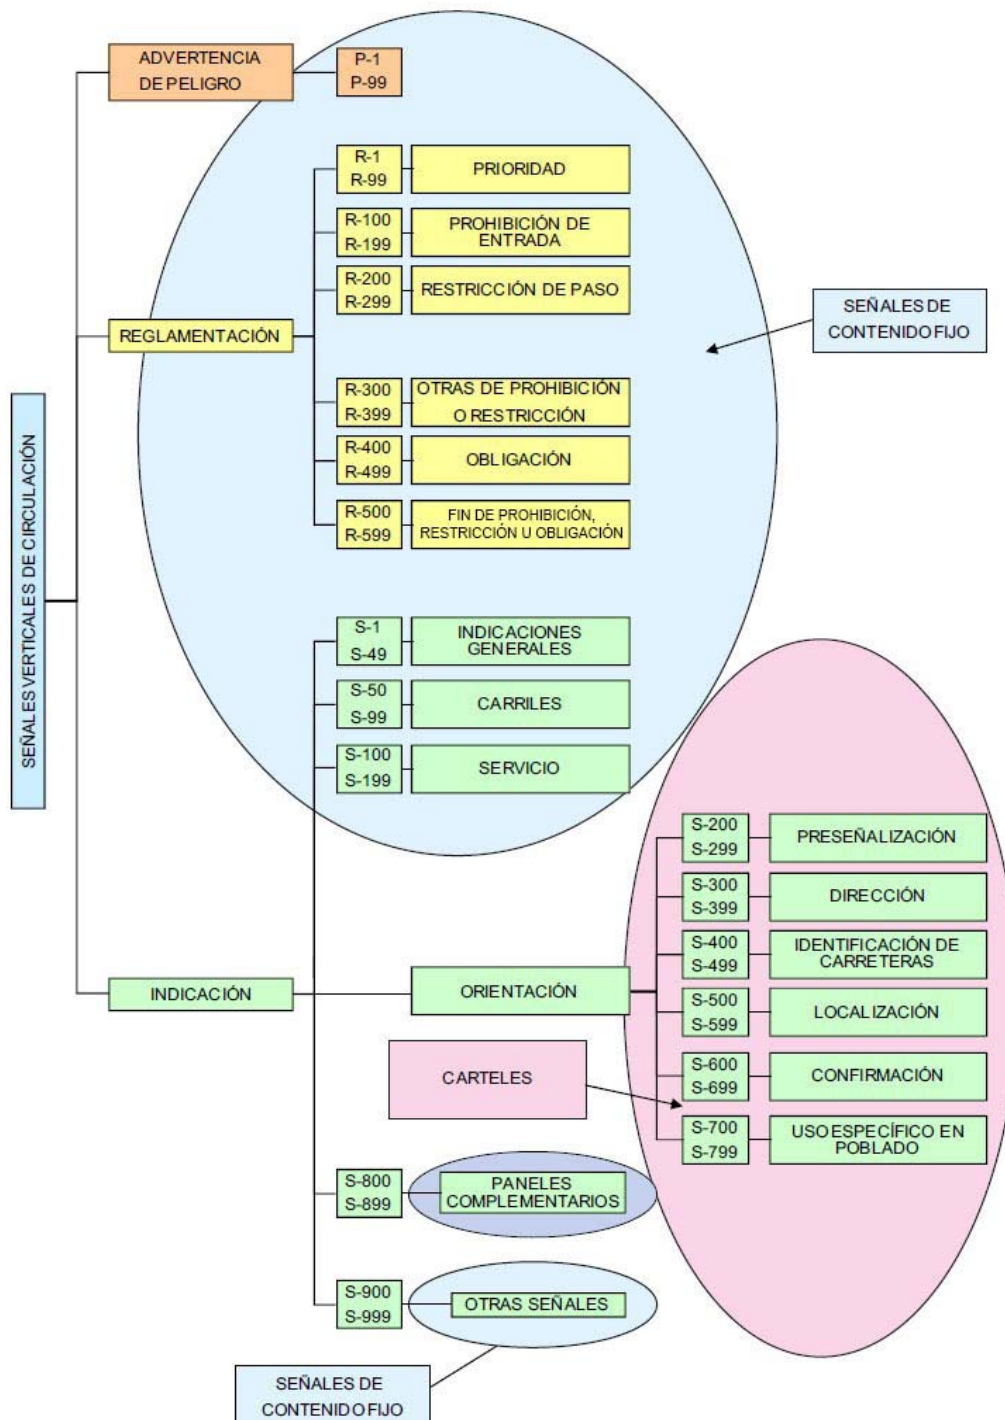 ADVERTENCIA
DE PELIGRO
P-1
P-99
R-1
R-99
PRIORIDAD
R-100
R-199
PROHIBICIÓN DE
ENTRADA
R-200
R-299
RESTRICCIÓN DE PASO
SEÑALES DE
CONTENIDO FIJO
REGLAMENTACIÓN
R-300
R-399
OTRAS DE PROHIBICIÓN
O RESTRICCIÓN
R-400
R-499
OBLIGACIÓN
R-500
R-599
FIN DE PROHIBICIÓN,
RESTRICCIÓN U OBLIGACIÓN
SEÑALES VERTICALES DE CIRCULACIÓN
S-1
S-49
INDICACIONES
GENERALES
S-50
S-99
CARRILES
S-100
S-199
SERVICIO
S-200
S-299
PRESEÑALIZACIÓN
S-300
S-399
DIRECCIÓN
S-400
S-499
IDENTIFICACIÓN DE
CARRETERAS
INDICACIÓN
ORIENTACIÓN
S-500
S-599
LOCALIZACIÓN
CARTELES
S-600
S-699
CONFIRMACIÓN
S-700
S-799
USO ESPECÍFICO EN
POBLADO
S-800
S-899
PANELES
COMPLEMENTARIOS
S-900
S-999
OTRAS SEÑALES
SEÑALES DE
CONTENIDO FIJO